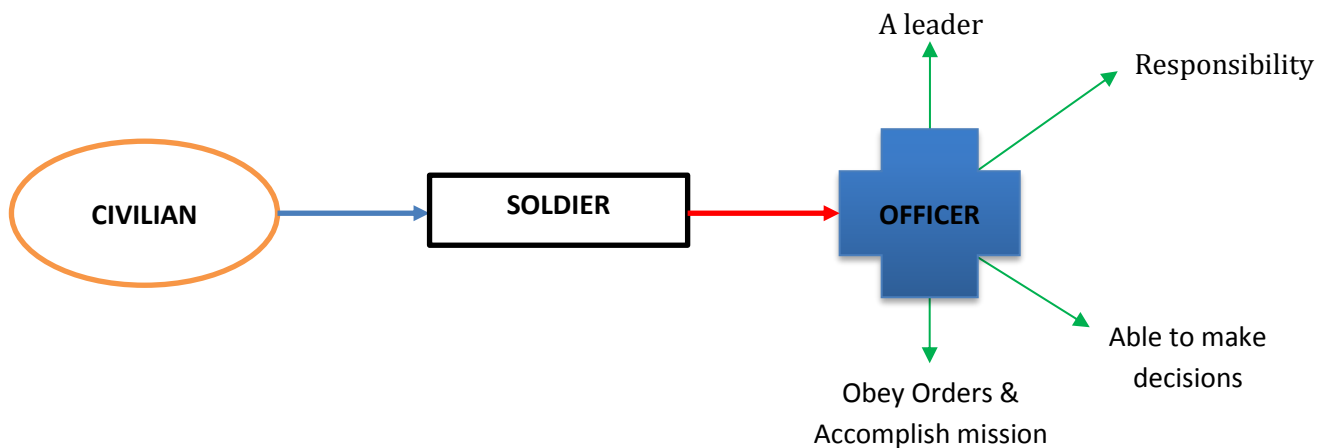 A leader
Responsibility
CIVILIAN
SOLDIER
OFFICER
Able to make
decisions
Obey Orders &
Accomplish mission